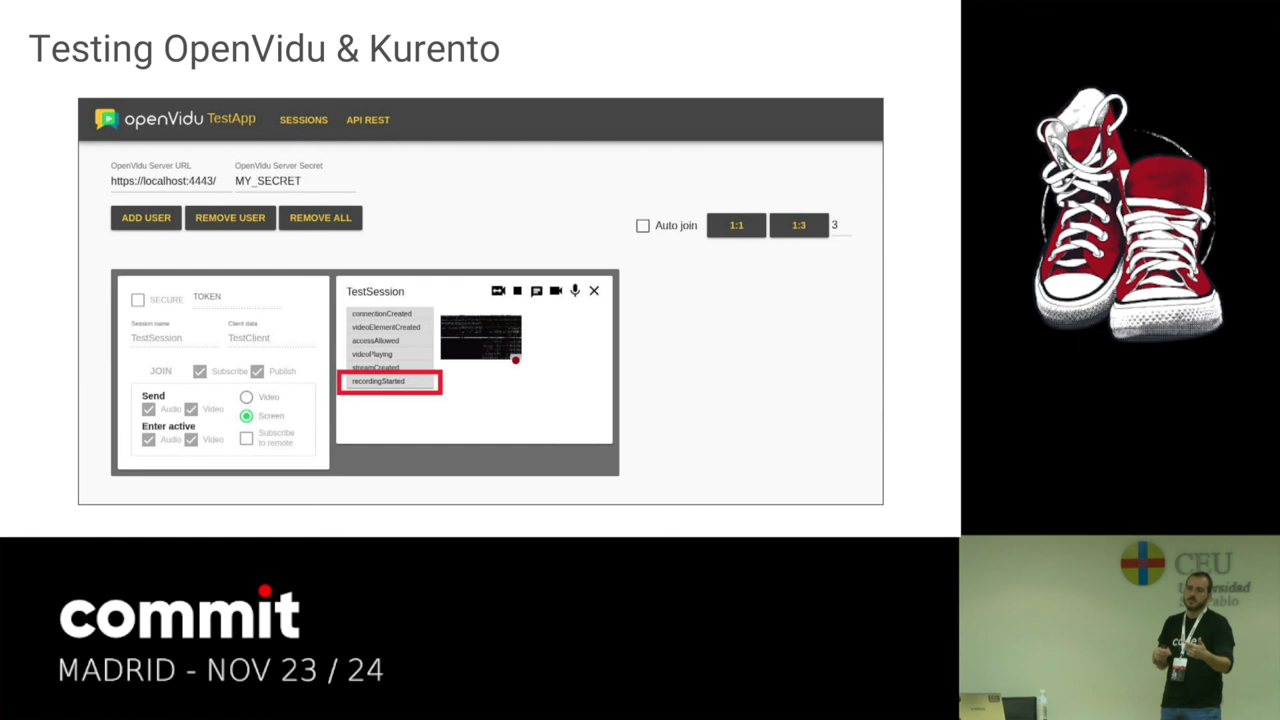 Testing OpenVidu & Kurento
openVidu TestApp SESSIONS API REST
OpenVidu Server URL OpenVidu Server Secret
https://localhost:4443/ MY_SECRET
ADD USER REMOVE USER REMOVE ALL
Auto join 1:1 1:3 3
SECURE TOKEN
Session name Client data
TestSession TestClient
JOIN Subscribe Publish
Send
Audio Video
Enter active
Audio Video
Video
Screen
Subscribe
to remote
TestSession
connectionCreated
videoElementCreated
accessAllowed
videoPlaying
streamCreated
recordingStarted
commit
MADRID - NOV 23 / 24
CEU